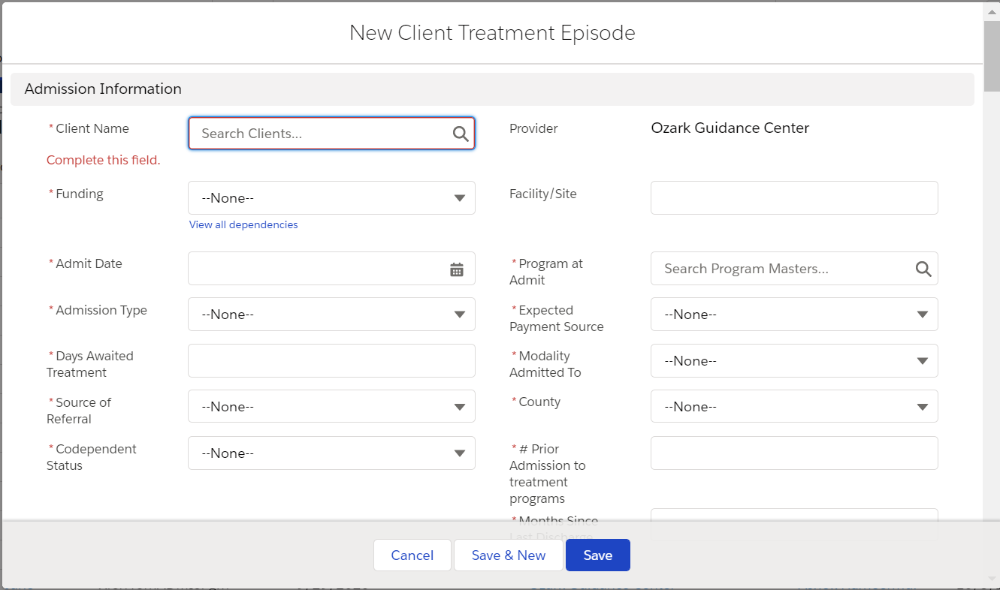 New Client Treatment Episode
Admission Information
* Client Name
Search Clients...
Complete this field.
Provider
Ozark Guidance Center
* Funding
--None--
View all dependencies
Facility/Site
* Admit Date
* Program at
Admit
Search Program Masters...
* Admission Type
--None--
* Expected
Payment Source
--None--
* Days Awaited
Treatment
* Modality
Admitted To
--None--
* Source of
Referral
--None--
* County
--None--
* Codependent
Status
--None--
* # Prior
Admission to
treatment
programs
* Months Since
Last Discharge
Cancel
Save & New
Save